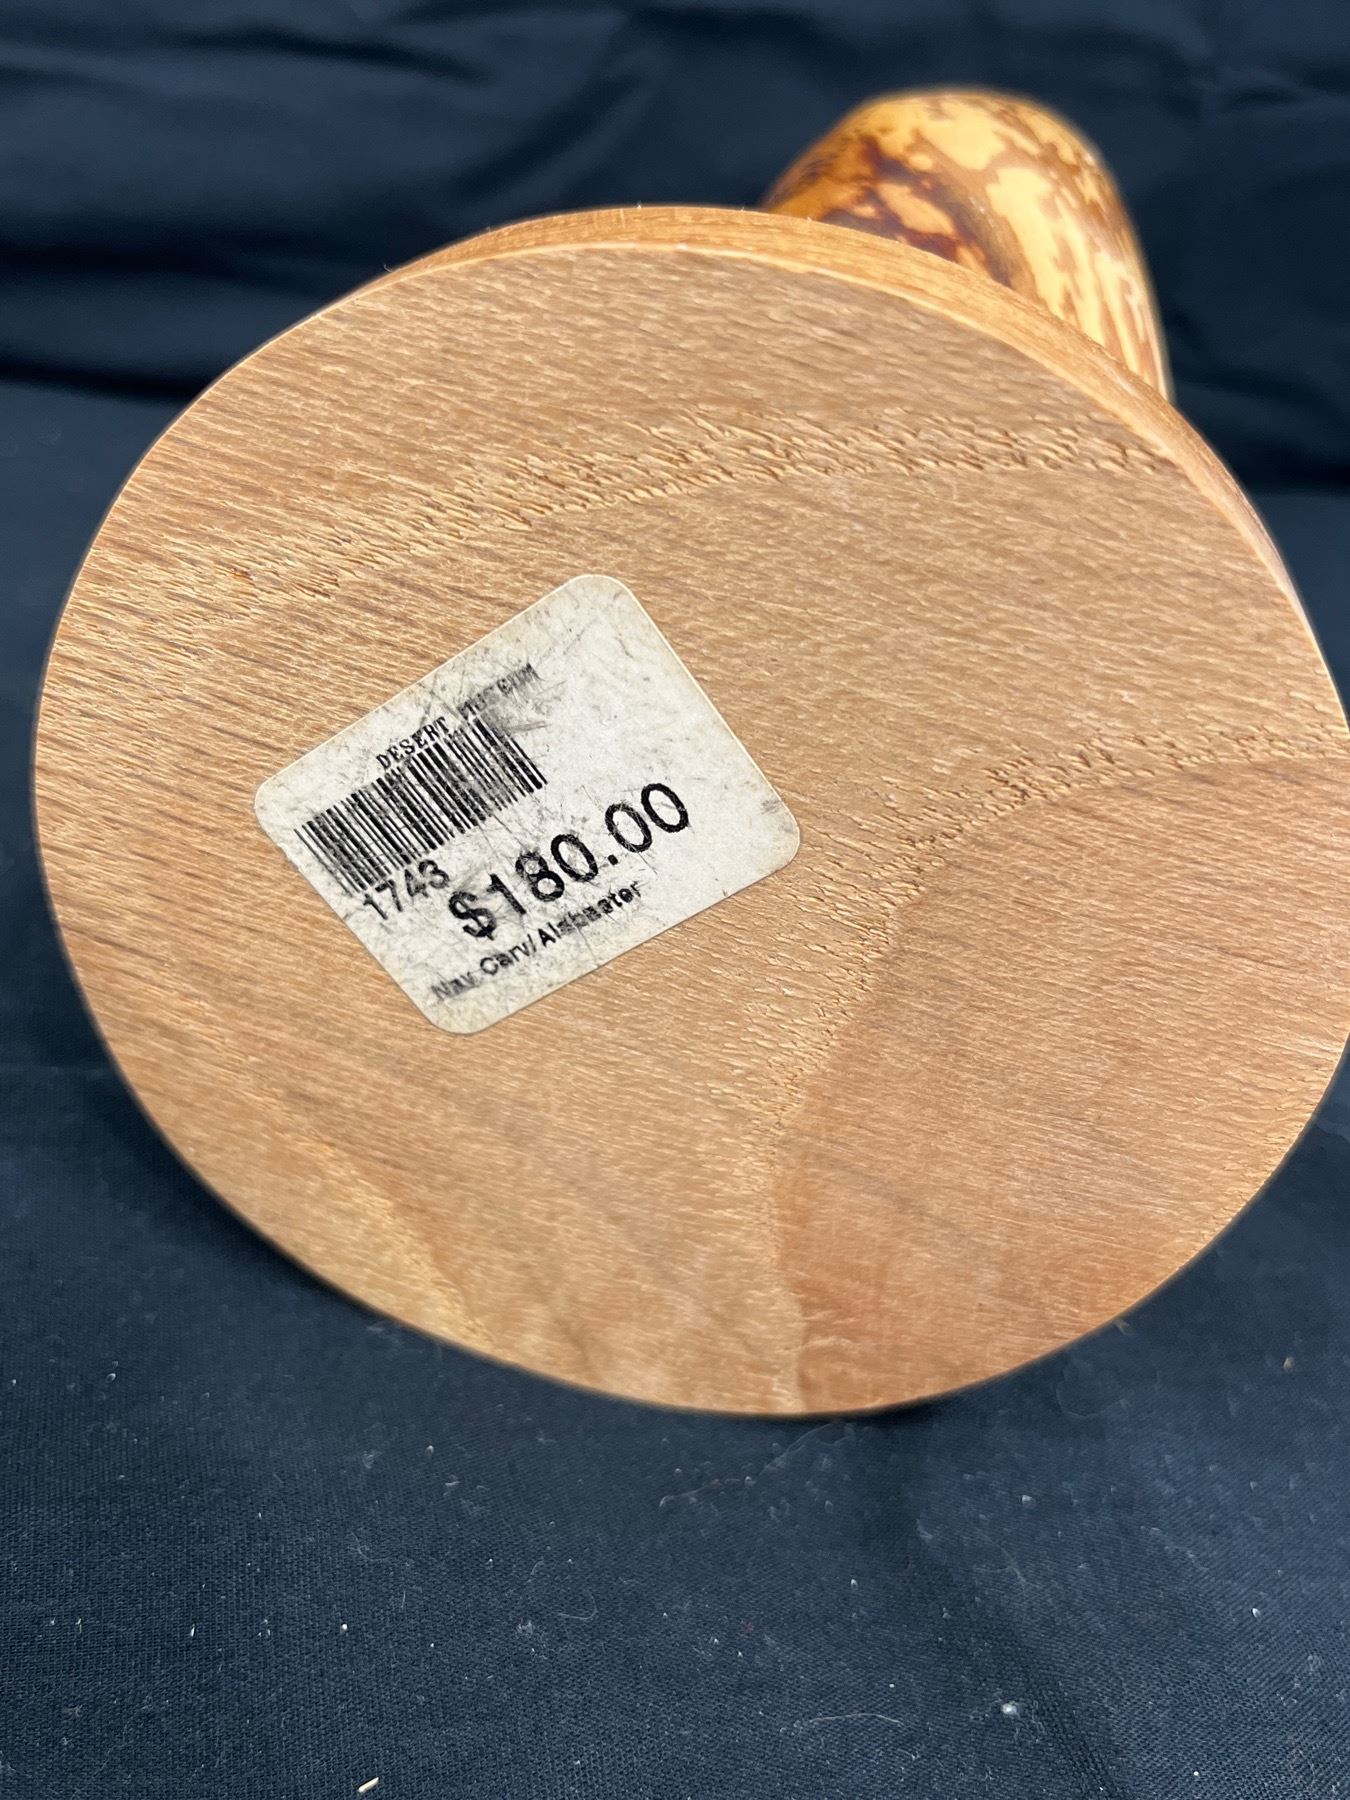 DESERT MUSEUM
1743
$180.00
Nav Carv/Alabaster